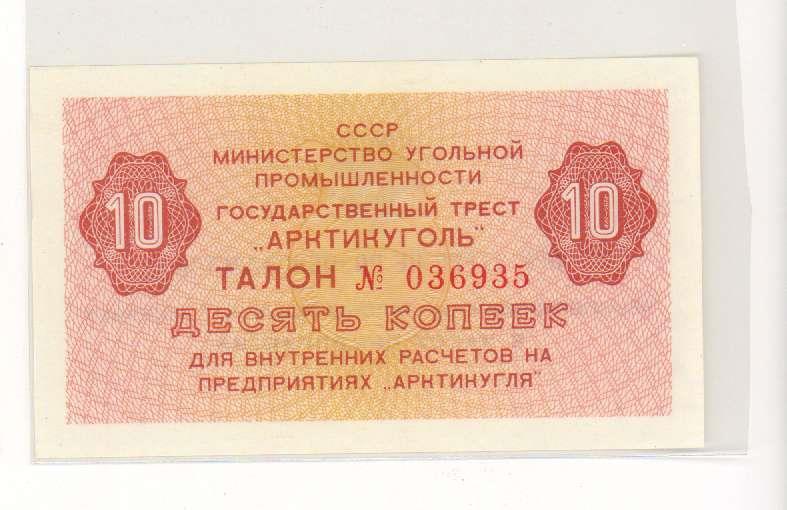 СССР
МИНИСТЕРСТВО УГОЛЬНОЙ
ПРОМЫШЛЕННОСТИ
ГОСУДАРСТВЕННЫЙ ТРЕСТ
„АРКТИКУГОЛЬ"
10
10
ТАЛОН № 036935
ДЕСЯТЬ КОПЕЕК
ДЛЯ ВНУТРЕННИХ РАСЧЕТОВ НА
ПРЕДПРИЯТИЯХ „АРКТИКУГЛЯ"